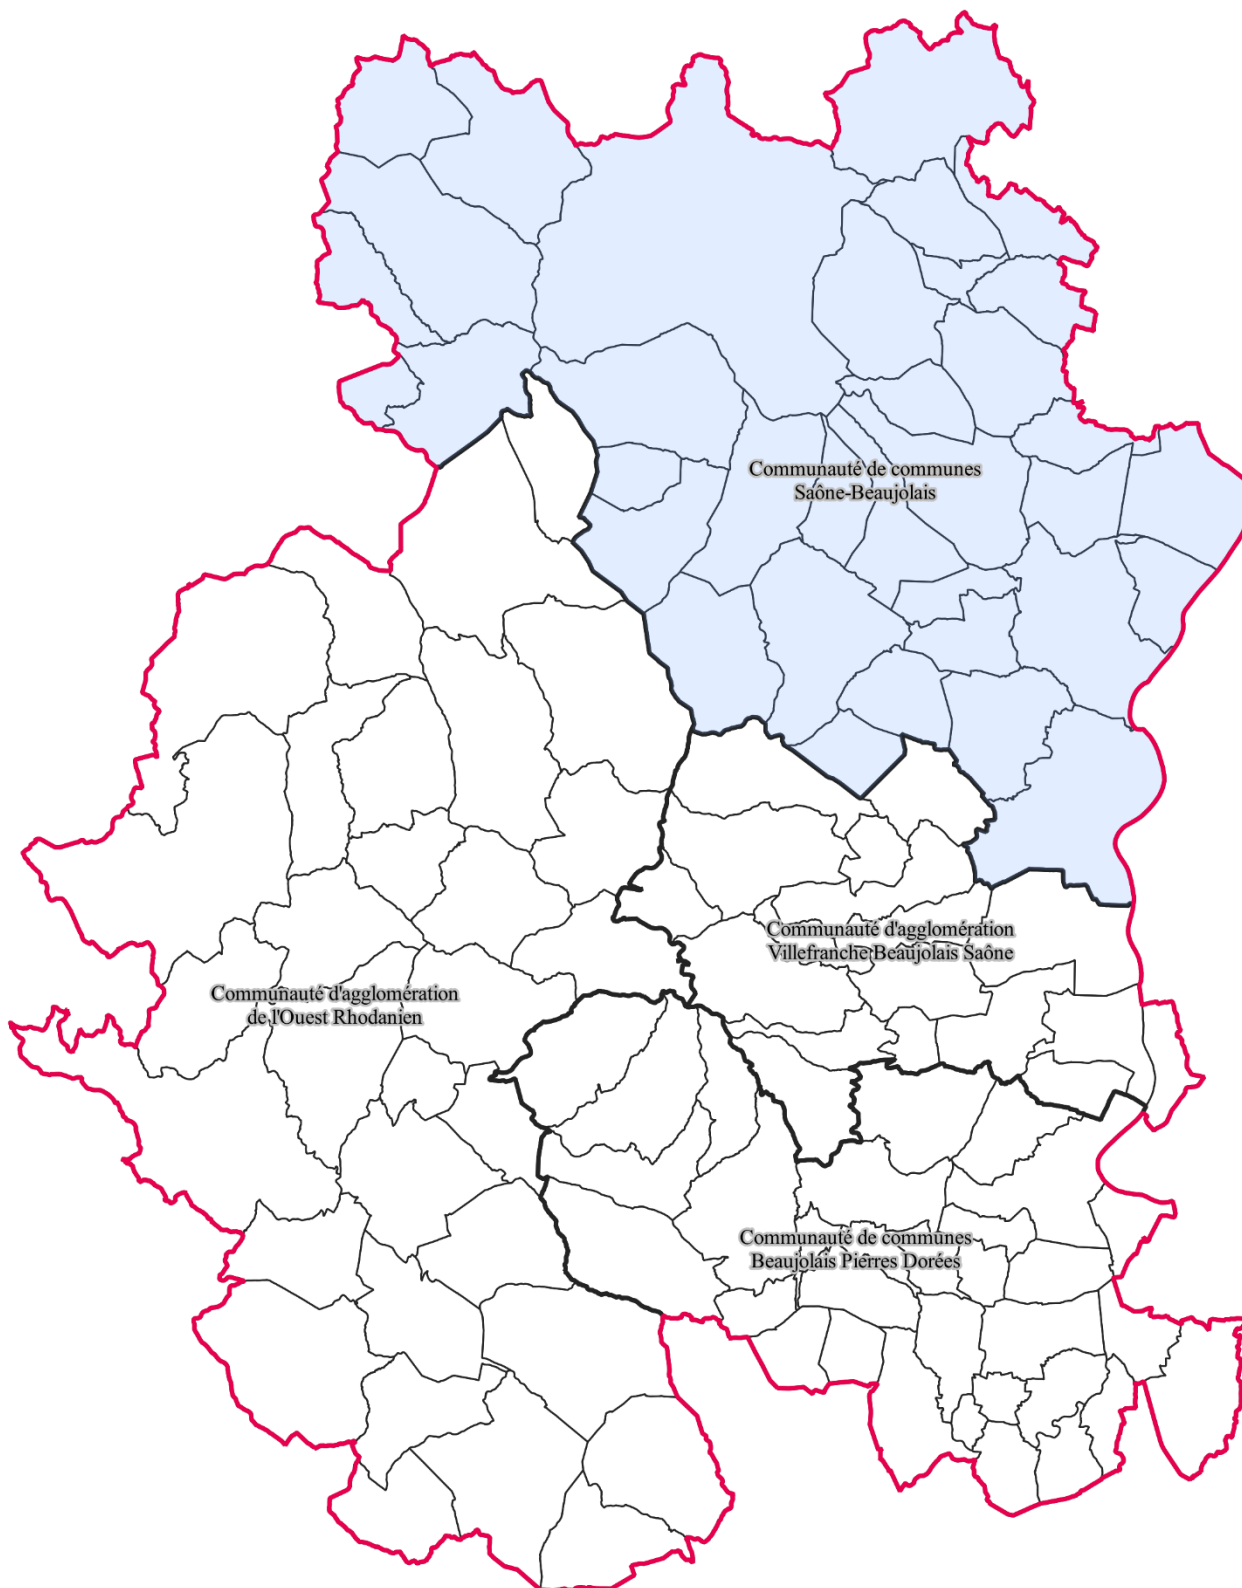 Communauté de communes
Saône-Beaujolais
Communauté d'agglomération
Villefranche Beaujolais Saône
Communauté d'agglomération
de l'Ouest Rhodanien
Communauté de communes
Beaujolais Pierres Dorées